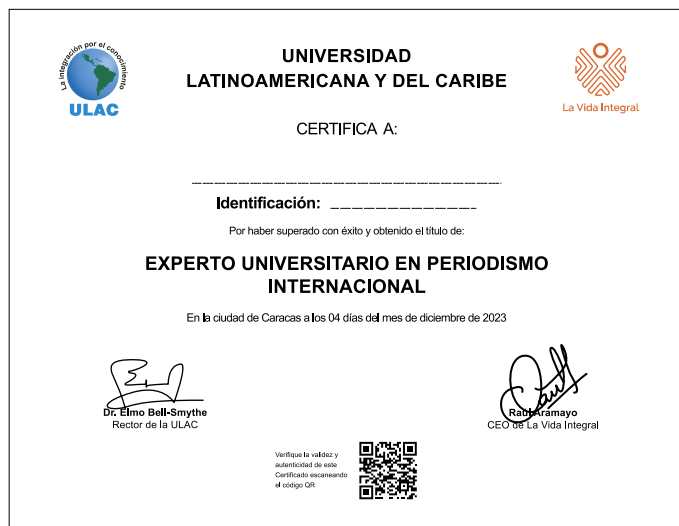 La integración por el conocimiento
ULAC
UNIVERSIDAD
LATINOAMERICANA Y DEL CARIBE
La Vida Integral
CERTIFICA A:
Identificación:
Por haber superado con éxito y obtenido el título de:
EXPERTO UNIVERSITARIO EN PERIODISMO
INTERNACIONAL
En la ciudad de Caracas a los 04 días del mes de diciembre de 2023
Dr. Elmo Bell-Smythe
Rector de la ULAC
Raúl Aramayo
CEO de La Vida Integral
Verifique la validez y
autenticidad de este
Certificado escaneando
el código QR